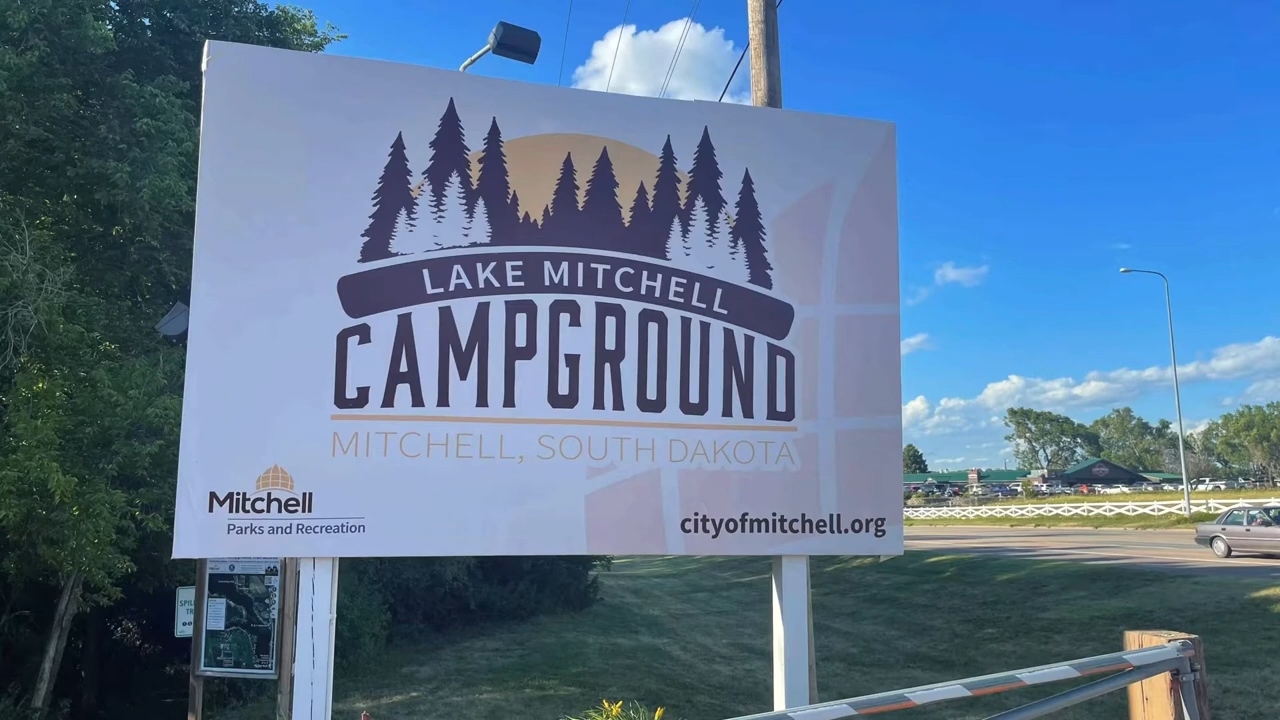 LAKE MITCHELL
CAMPGROUND
MITCHELL, SOUTH DAKOTA
Mitchell
Parks and Recreation
cityofmitchell.org